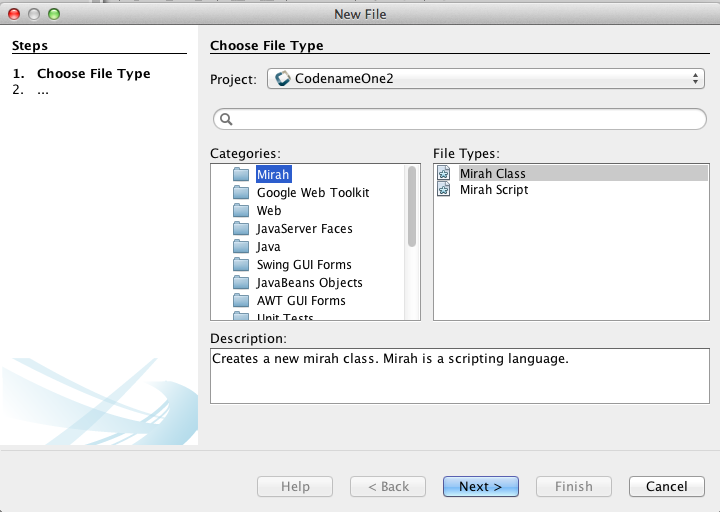 New File
Steps
1. Choose File Type
2. ...
Choose File Type
Project: CodenameOne2
Categories:
Mirah
Google Web Toolkit
Web
JavaServer Faces
Java
Swing GUI Forms
JavaBeans Objects
AWT GUI Forms
Unit Tests
File Types:
Mirah Class
Mirah Script
Description:
Creates a new mirah class. Mirah is a scripting language.
Help
< Back
Next >
Finish
Cancel